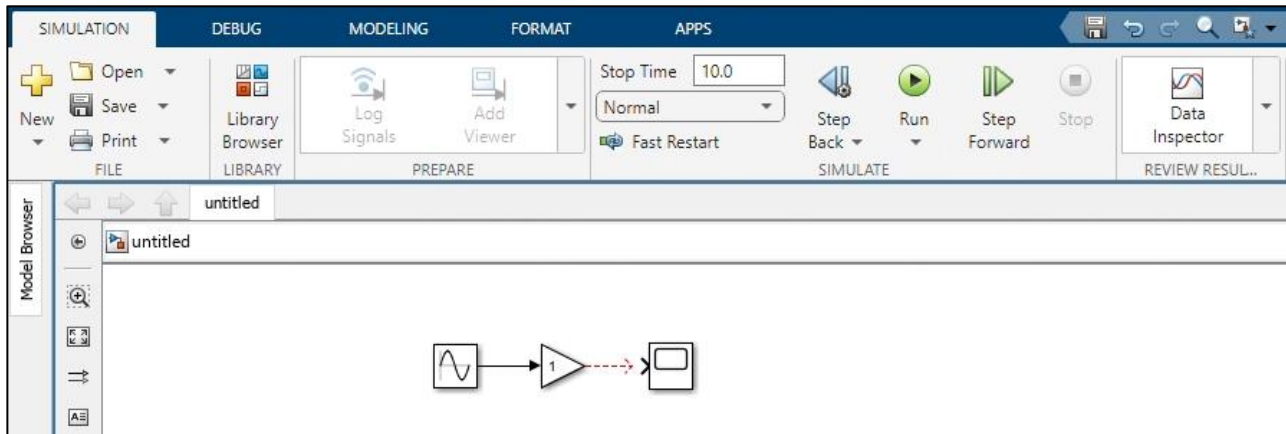 SIMULATION DEBUG MODELING FORMAT APPS
New
Open
Save
Print
FILE
Library
Browser
LIBRARY
Log
Signals
Add
Viewer
PREPARE
Stop Time 10.0
Normal
Fast Restart
Step
Back
Run
Step
Forward
Stop
SIMULATE
Data
Inspector
REVIEW RESUL...
Model Browser
untitled
untitled
1
A